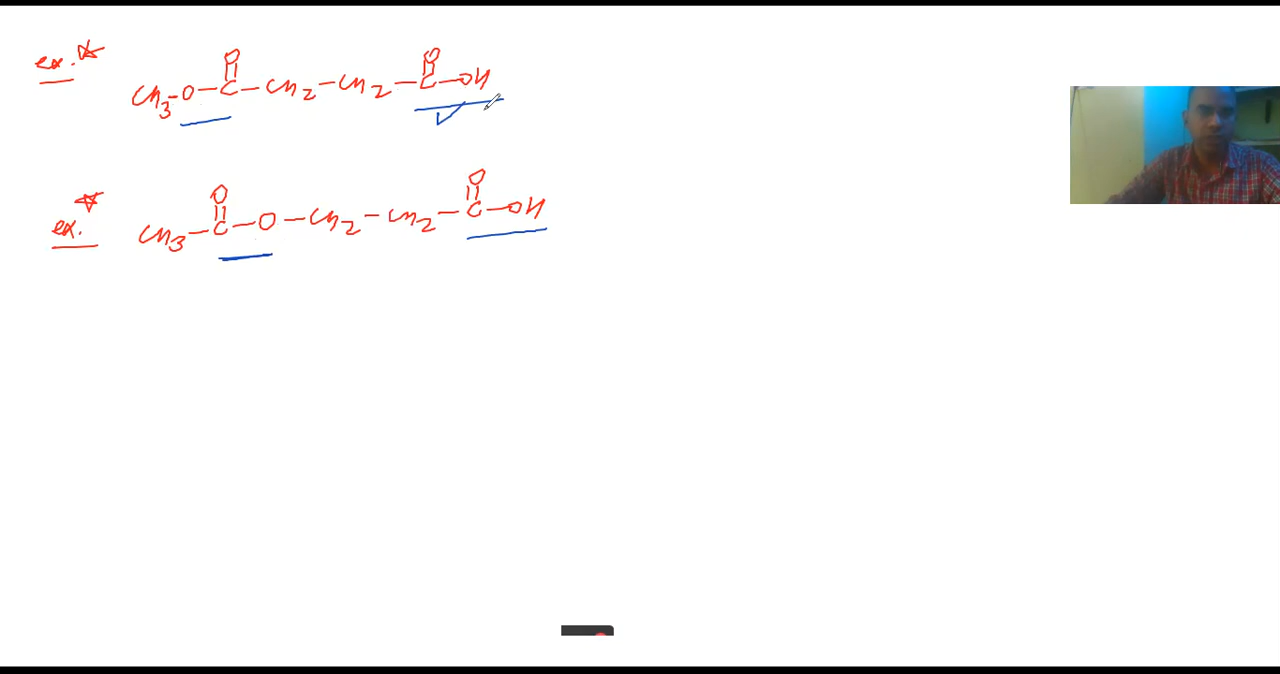 ex.
O O
CH3-O-C-CH2-CH2-C-OH
ex.
O O
CH3-C-O-CH2-CH2-C-OH